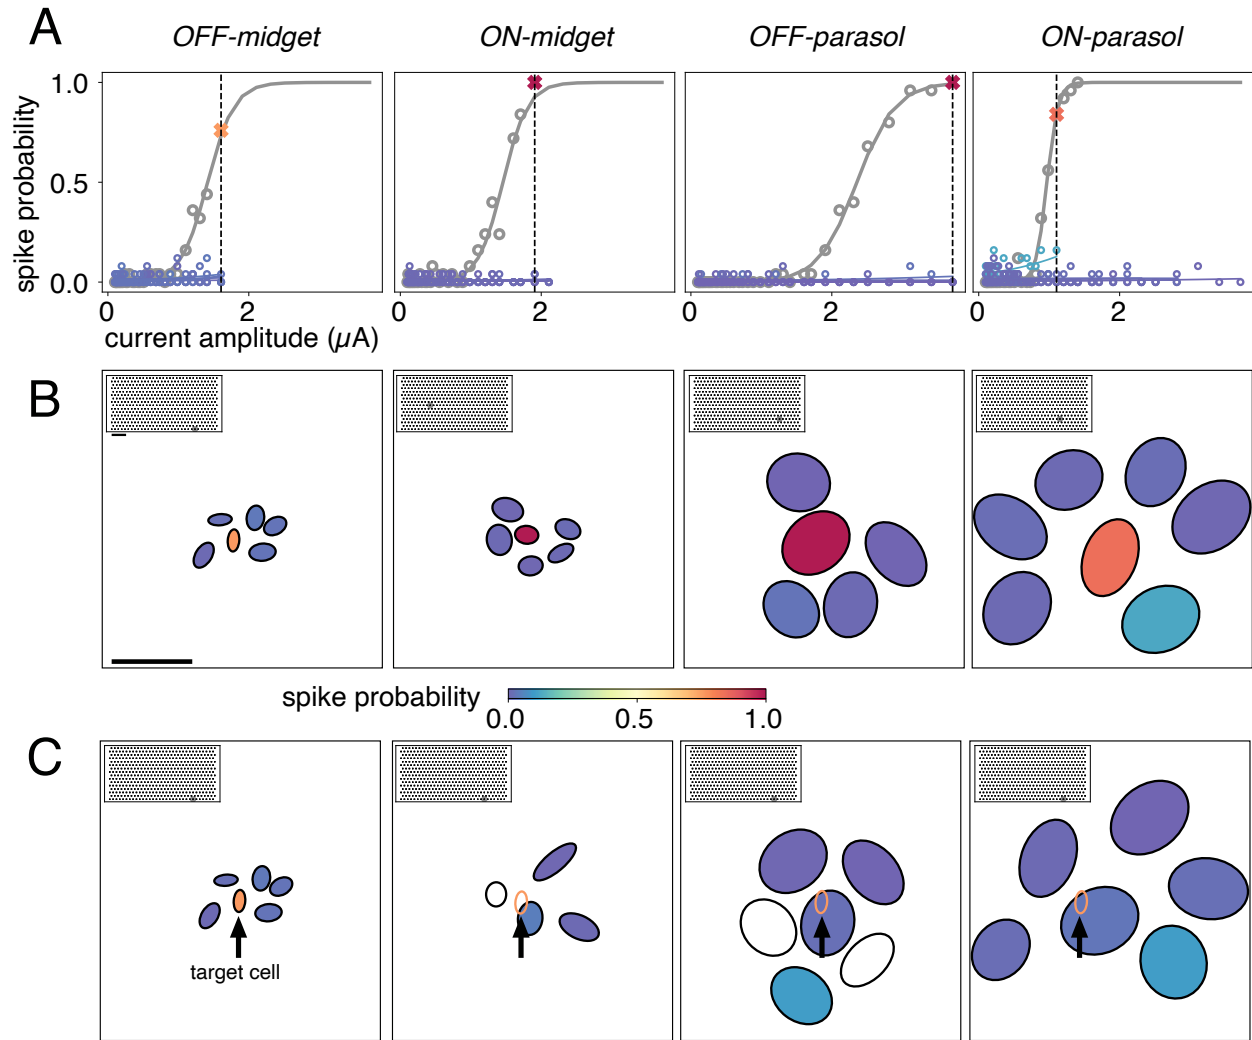 A
OFF-midget
ON-midget
OFF-parasol
ON-parasol
spike probability
1.0
0.5
0.0
0
2
0
2
0
2
0
2
current amplitude (μA)
B
spike probability
0.0
0.5
1.0
C
target cell